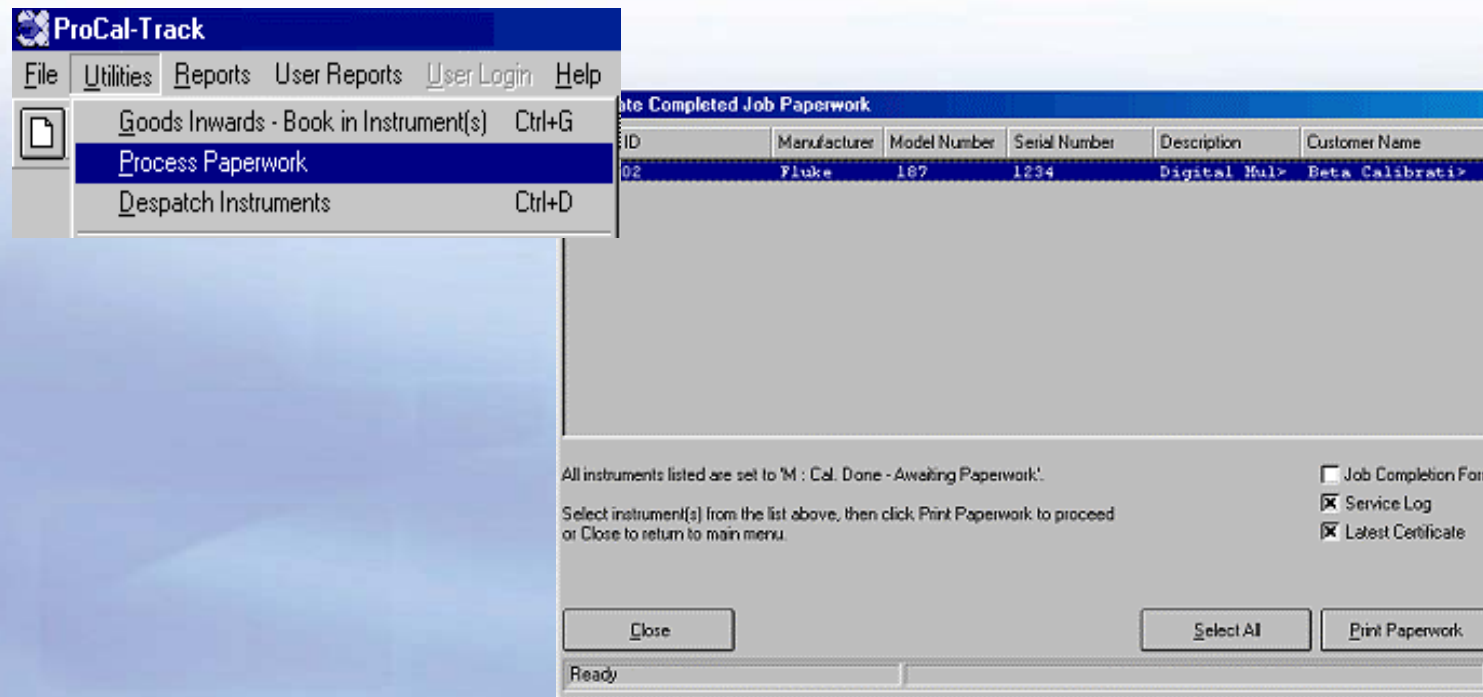 ProCal-Track
File Utilities Reports User Reports User Login Help
Goods Inwards - Book in Instrument(s) Ctrl+G
Process Paperwork
Despatch Instruments Ctrl+D
Completed Job Paperwork
ID Manufacturer Model Number Serial Number Description Customer Name
02 Fluke 187 1234 Digital Mul> Beta Calibrati>
All instruments listed are set to 'M : Cal. Done - Awaiting Paperwork'.
Select instrument(s) from the list above, then click Print Paperwork to proceed
or Close to return to main menu.
Job Completion For
Service Log
Latest Certificate
Close Select All Print Paperwork
Ready